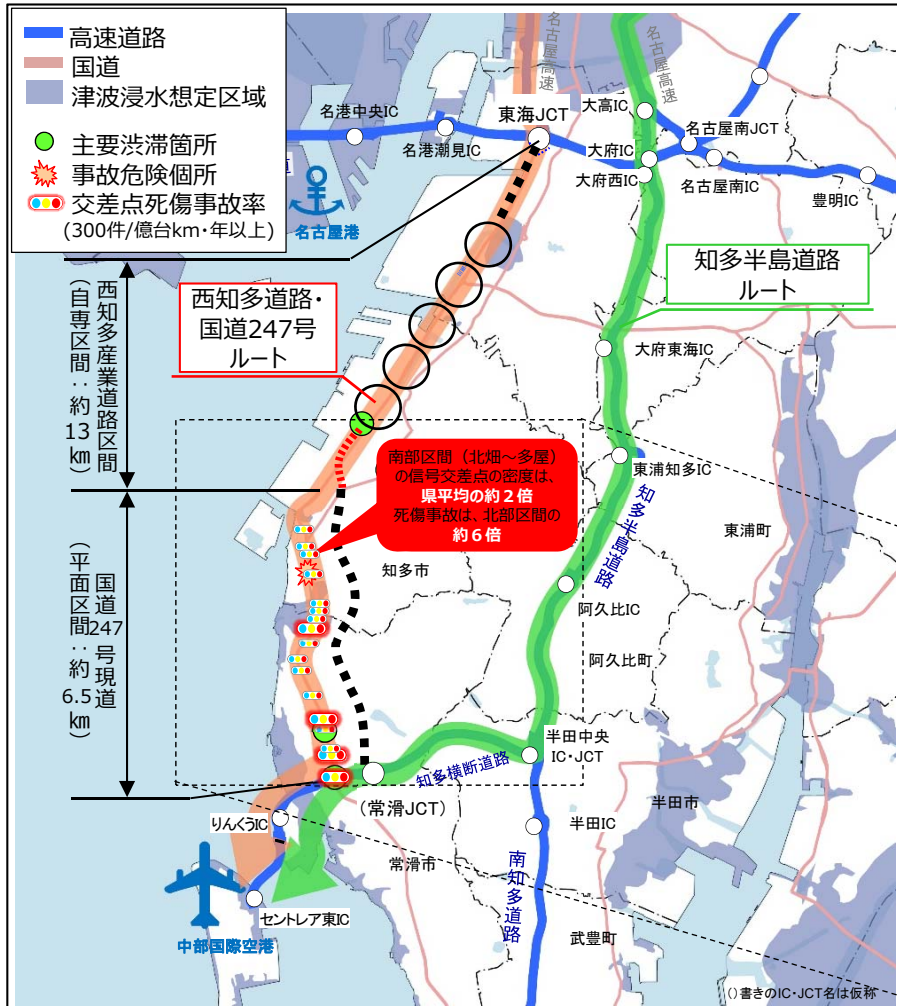 高速道路
国道
津波浸水想定区域
主要渋滞箇所
事故危険個所
交差点死傷事故率
(300件/億台km・年以上)
名古屋高速
名古屋高速
名港中央IC
名港潮見IC
東海JCT
大高IC
名古屋南JCT
大府IC
大府西IC
名古屋南IC
豊明IC
名古屋港
西知多産業道路区間
(自専区間:約13km)
西知多道路・
国道247号
ルート
知多半島道路
ルート
大府東海IC
東浦知多IC
南部区間(北畑~多屋)
の信号交差点の密度は、
県平均の約2倍
死傷事故は、北部区間の
約6倍
知多半島道路
東浦町
知多市
国道247号現道
(平面区間:約6.5km)
阿久比IC
阿久比町
半田中央
IC・JCT
知多横断道路
(常滑JCT)
りんくうIC
半田市
半田IC
常滑市
南知多道路
セントレア東IC
中部国際空港
武豊町
()書きのIC・JCT名は仮称